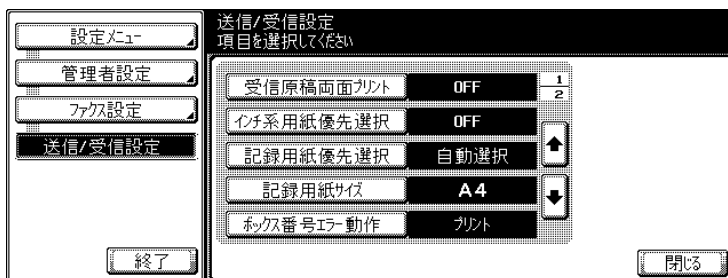 設定メニュー
管理者設定
ファクス設定
送信/受信設定
終了
送信/受信設定
項目を選択してください
受信原稿両面プリント OFF
インチ系用紙優先選択 OFF
記録用紙優先選択 自動選択
記録用紙サイズ A4
ボックス番号エラー動作 プリント
1
2
閉じる